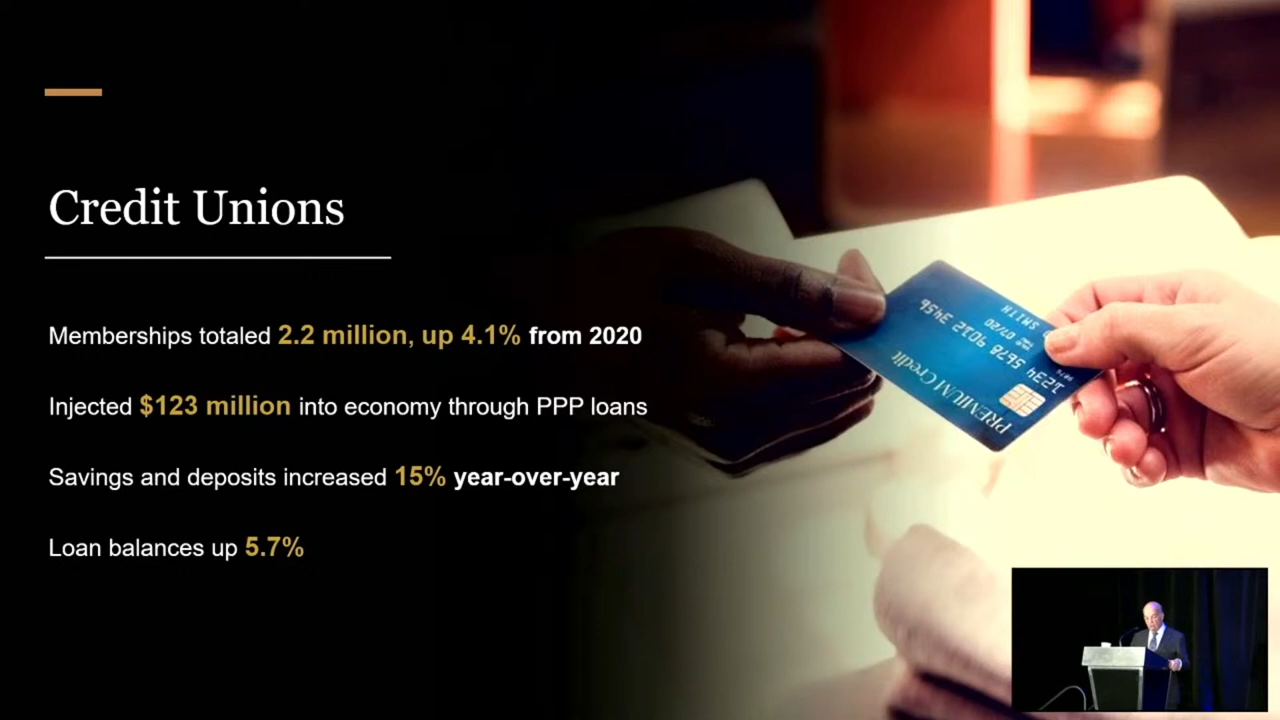 Credit Unions
Memberships totaled 2.2 million, up 4.1% from 2020
Injected $123 million into economy through PPP loans
Savings and deposits increased 15% year-over-year
Loan balances up 5.7%
PREMIUM Credit
1234 5678 9012 3456
SMITH